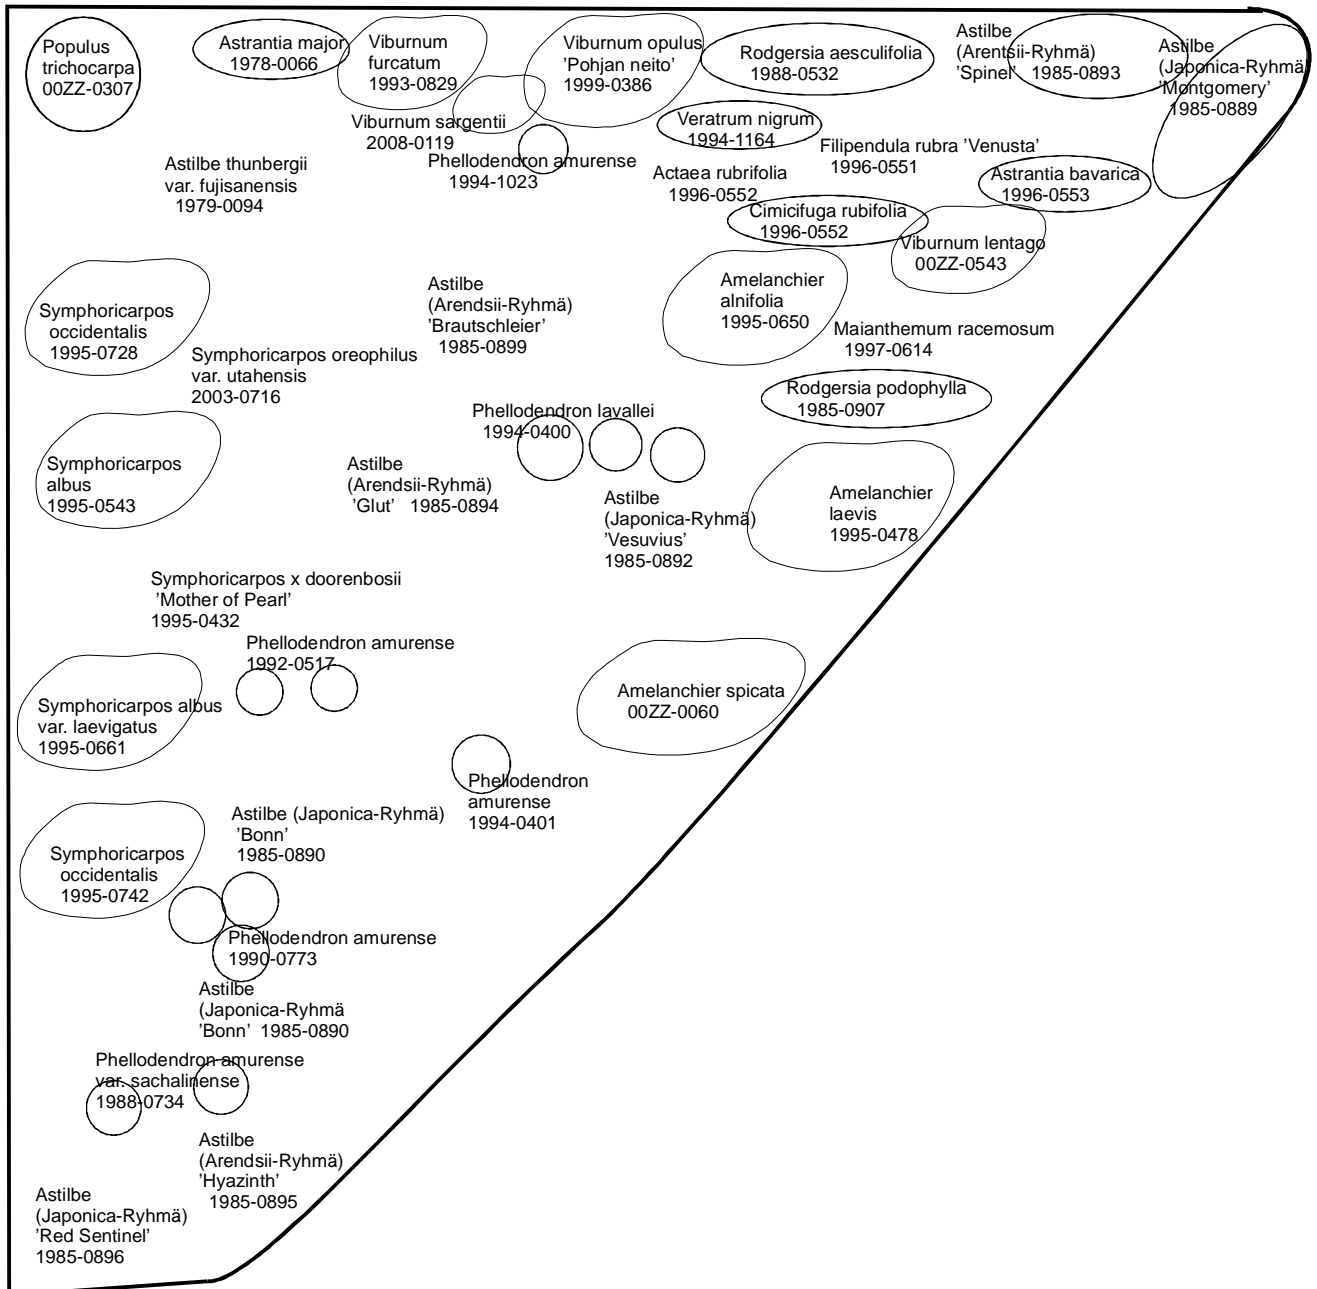 Populus
trichocarpa
00ZZ-0307
Astrantia major
1978-0066
Viburnum
furcatum
1993-0829
Viburnum opulus
'Pohjan neito'
1999-0386
Rodgersia aesculifolia
1988-0532
Astilbe
(Arentsii-Ryhmä)
'Spinel' 1985-0893
Astilbe
(Japonica-Ryhmä)
'Montgomery'
1985-0889
Viburnum sargentii
2008-0119
Veratrum nigrum
1994-1164
Phellodendron amurense
1994-1023
Filipendula rubra 'Venusta'
1996-0551
Astilbe thunbergii
var. fujisanensis
1979-0094
Actaea rubrifolia
1996-0552
Astrantia bavarica
1996-0553
Cimicifuga rubifolia
1996-0552
Viburnum lentago
00ZZ-0543
Symphoricarpos
occidentalis
1995-0728
Astilbe
(Arendsii-Ryhmä)
'Brautschleier'
1985-0899
Amelanchier
alnifolia
1995-0650
Maianthemum racemosum
1997-0614
Symphoricarpos oreophilus
var. utahensis
2003-0716
Rodgersia podophylla
1985-0907
Phellodendron lavallei
1994-0400
Symphoricarpos
albus
1995-0543
Astilbe
(Arendsii-Ryhmä)
'Glut' 1985-0894
Astilbe
(Japonica-Ryhmä)
'Vesuvius'
1985-0892
Amelanchier
laevis
1995-0478
Symphoricarpos x doorenbosii
'Mother of Pearl'
1995-0432
Phellodendron amurense
1992-0517
Symphoricarpos albus
var. laevigatus
1995-0661
Amelanchier spicata
00ZZ-0060
Phellodendron
amurense
1994-0401
Astilbe (Japonica-Ryhmä)
'Bonn'
1985-0890
Symphoricarpos
occidentalis
1995-0742
Phellodendron amurense
1990-0773
Astilbe
(Japonica-Ryhmä
'Bonn' 1985-0890
Phellodendron amurense
var. sachalinense
1988-0734
Astilbe
(Arendsii-Ryhmä)
'Hyazinth'
1985-0895
Astilbe
(Japonica-Ryhmä)
'Red Sentinel'
1985-0896